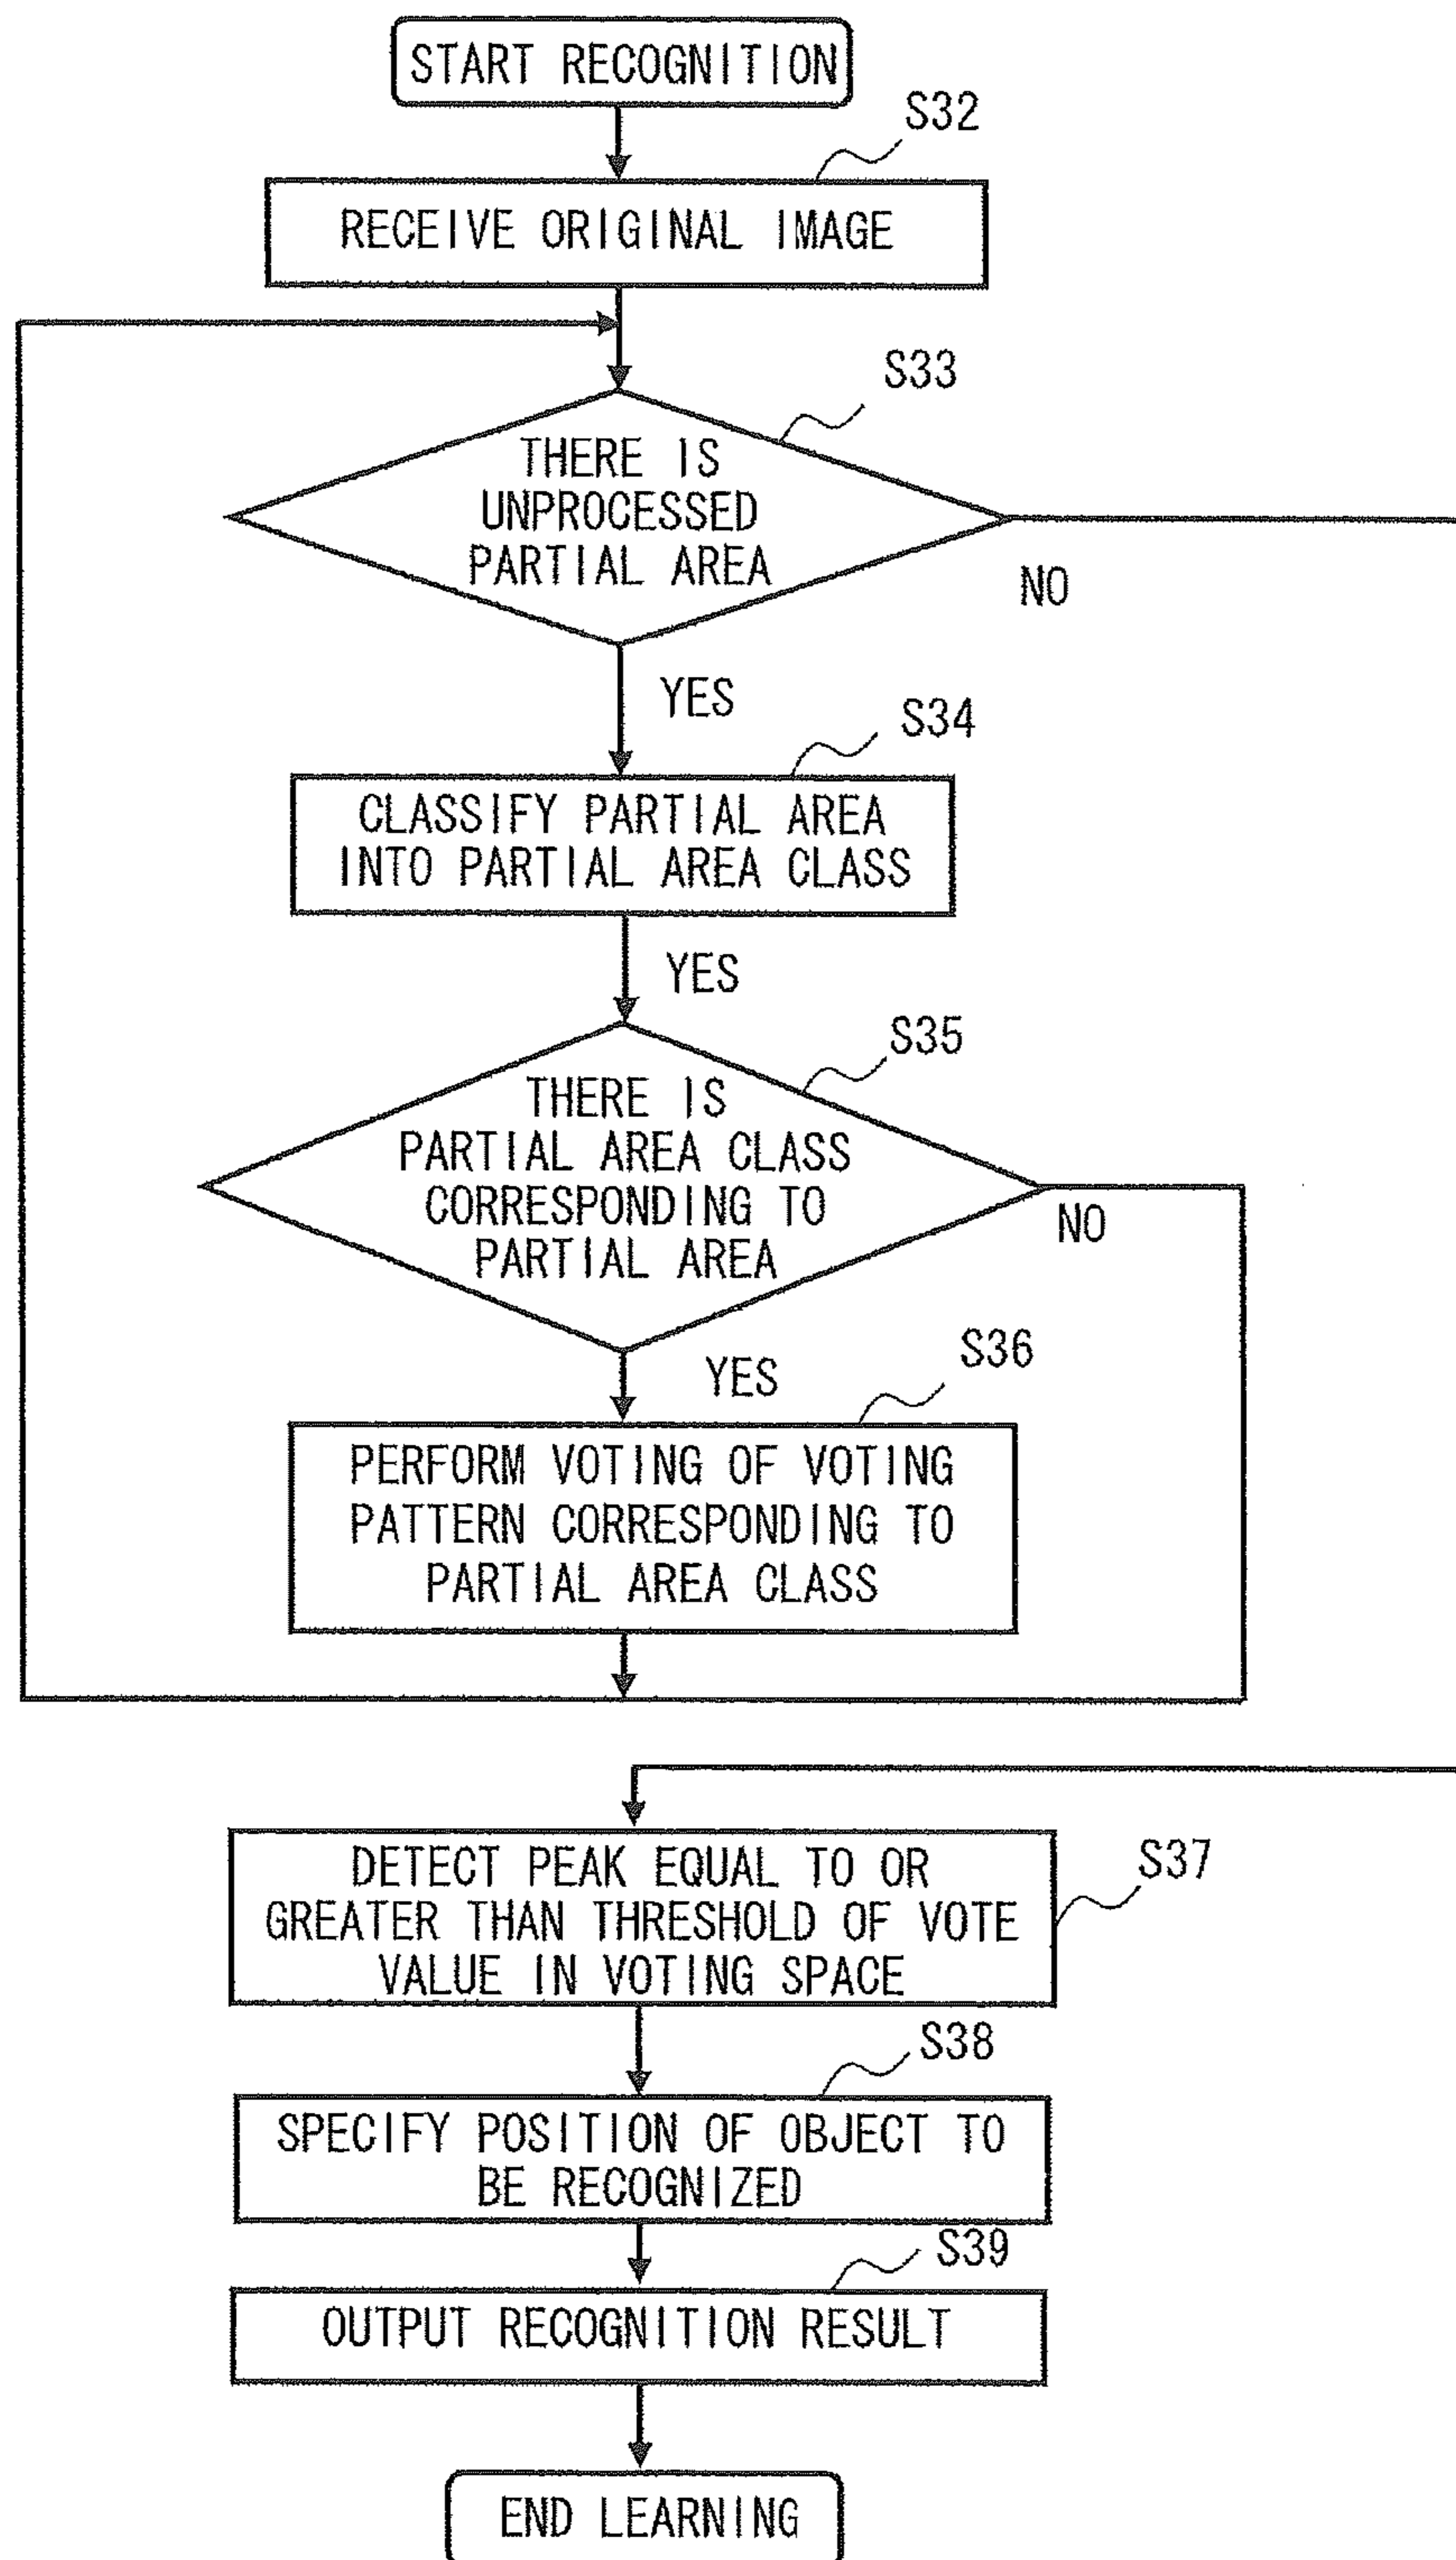 START RECOGNITION
S32
RECEIVE ORIGINAL IMAGE
S33
THERE IS
UNPROCESSED
PARTIAL AREA
NO
YES
S34
CLASSIFY PARTIAL AREA
INTO PARTIAL AREA CLASS
YES
S35
THERE IS
PARTIAL AREA CLASS
CORRESPONDING TO
PARTIAL AREA
NO
YES
S36
PERFORM VOTING OF VOTING
PATTERN CORRESPONDING TO
PARTIAL AREA CLASS
S37
DETECT PEAK EQUAL TO OR
GREATER THAN THRESHOLD OF VOTE
VALUE IN VOTING SPACE
S38
SPECIFY POSITION OF OBJECT TO
BE RECOGNIZED
S39
OUTPUT RECOGNITION RESULT
END LEARNING